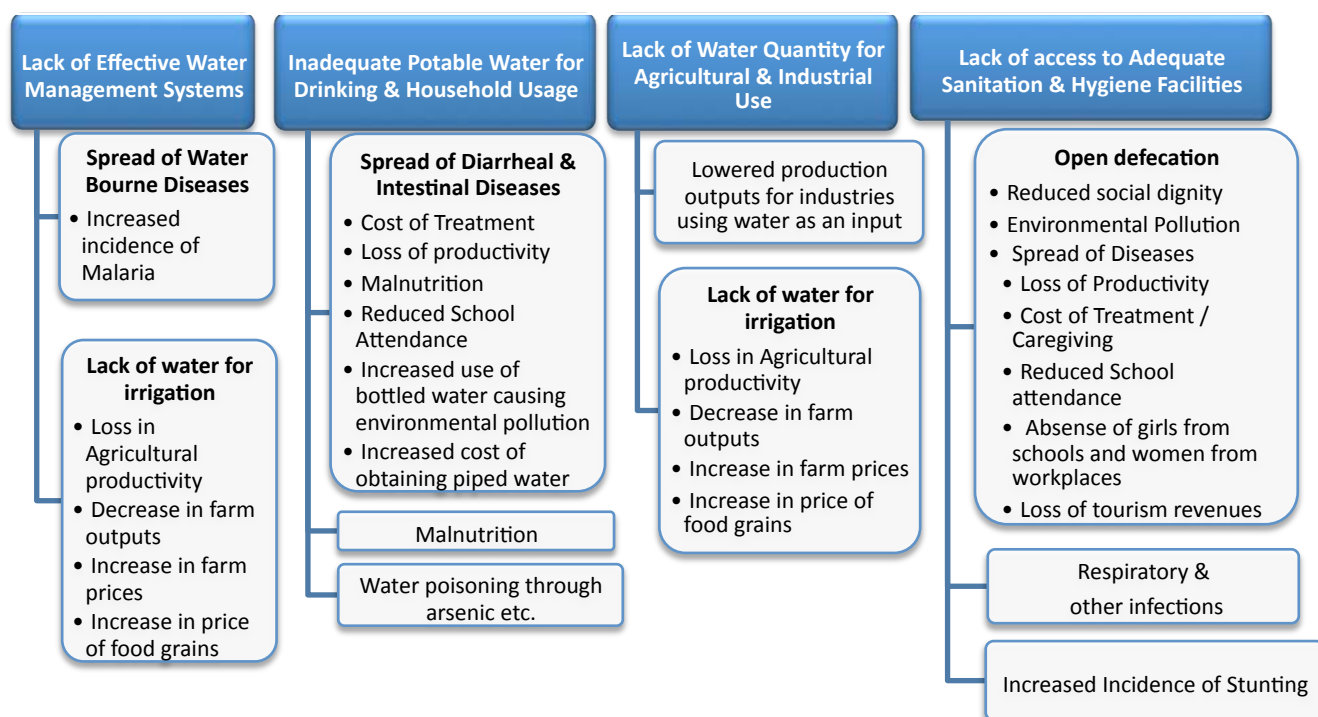 Lack of Effective Water
Management Systems
Spread of Water
Bourne Diseases
• Increased
incidence of
Malaria
Lack of water for
irrigation
• Loss in
Agricultural
productivity
• Decrease in farm
outputs
• Increase in farm
prices
• Increase in price
of food grains
Inadequate Potable Water for
Drinking & Household Usage
Spread of Diarrheal &
Intestinal Diseases
• Cost of Treatment
• Loss of productivity
• Malnutrition
• Reduced School
Attendance
• Increased use of
bottled water causing
environmental pollution
• Increased cost of
obtaining piped water
Malnutrition
Water poisoning through
arsenic etc.
Lack of Water Quantity for
Agricultural & Industrial
Use
Lowered production
outputs for industries
using water as an input
Lack of water for
irrigation
• Loss in Agricultural
productivity
• Decrease in farm
outputs
• Increase in farm prices
• Increase in price of
food grains
Lack of access to Adequate
Sanitation & Hygiene Facilities
Open defecation
• Reduced social dignity
• Environmental Pollution
• Spread of Diseases
• Loss of Productivity
• Cost of Treatment /
Caregiving
• Reduced School
attendance
• Absense of girls from
schools and women from
workplaces
• Loss of tourism revenues
Respiratory &
other infections
Increased Incidence of Stunting